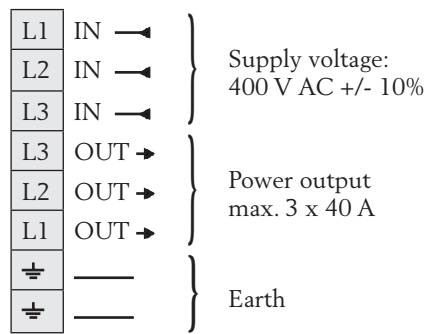 L1 IN
L2 IN
L3 IN
Supply voltage:
400 V AC +/- 10%
L3 OUT
L2 OUT
L1 OUT
Power output
max. 3 x 40 A
Earth